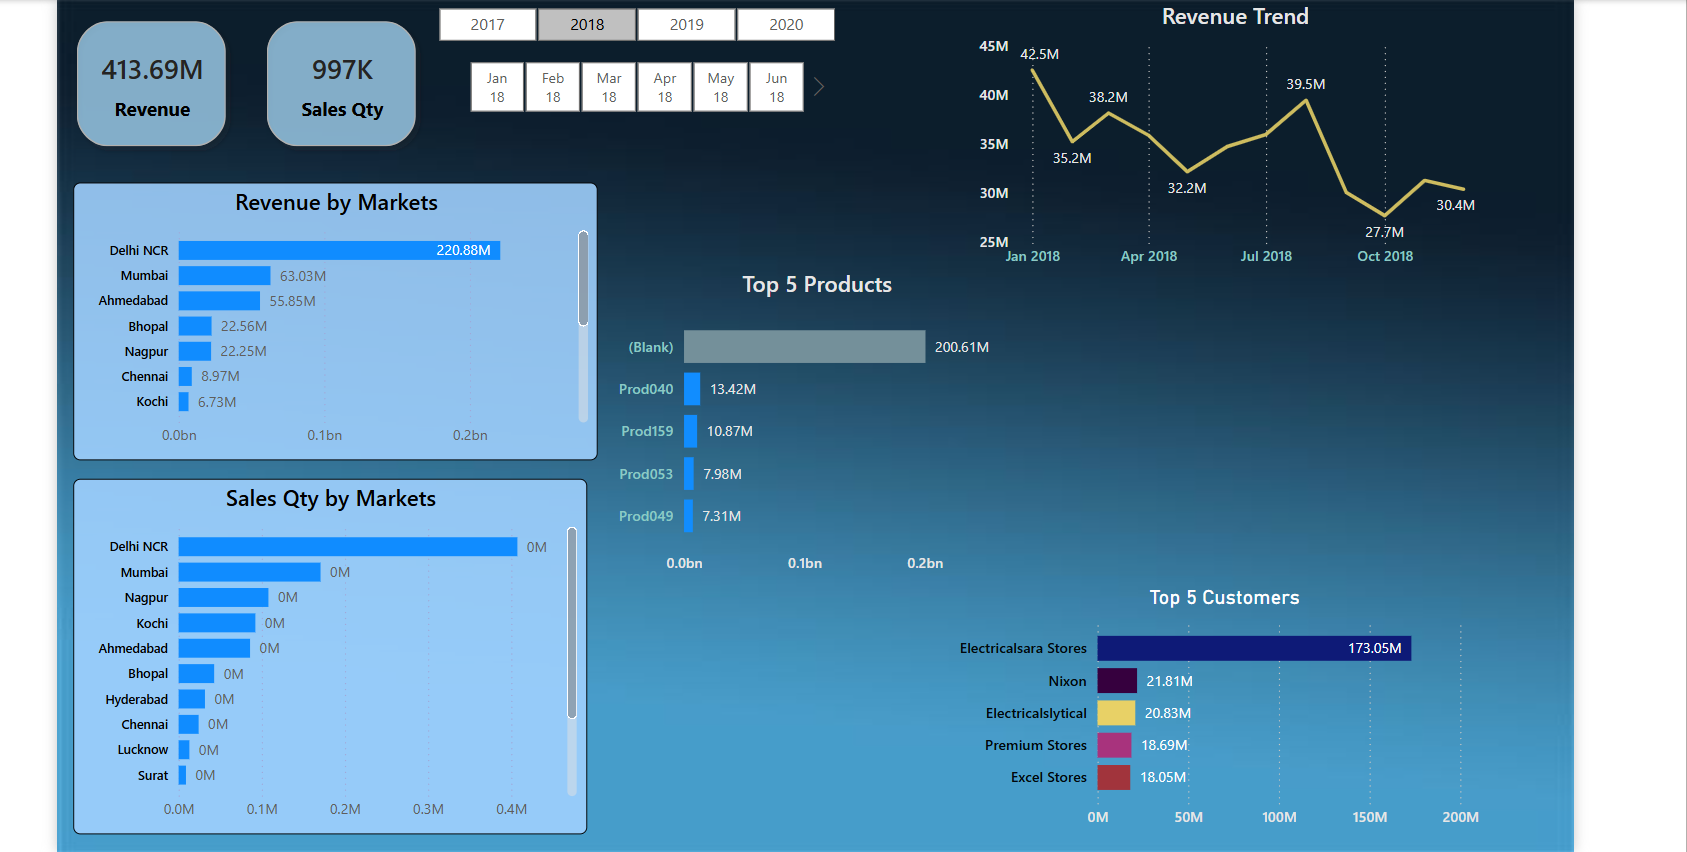 413.69M
Revenue
997K
Sales Qty
2017 2018 2019 2020
Jan 18 Feb 18 Mar 18 Apr 18 May 18 Jun 18
Revenue Trend
45M
40M
35M
30M
25M
42.5M
35.2M
38.2M
32.2M
39.5M
27.7M
30.4M
Jan 2018 Apr 2018 Jul 2018 Oct 2018
Revenue by Markets
Delhi NCR 220.88M
Mumbai 63.03M
Ahmedabad 55.85M
Bhopal 22.56M
Nagpur 22.25M
Chennai 8.97M
Kochi 6.73M
0.0bn 0.1bn 0.2bn
Top 5 Products
(Blank) 200.61M
Prod040 13.42M
Prod159 10.87M
Prod053 7.98M
Prod049 7.31M
0.0bn 0.1bn 0.2bn
Sales Qty by Markets
Delhi NCR 0M
Mumbai 0M
Nagpur 0M
Kochi 0M
Ahmedabad 0M
Bhopal 0M
Hyderabad 0M
Chennai 0M
Lucknow 0M
Surat 0M
0.0M 0.1M 0.2M 0.3M 0.4M
Top 5 Customers
Electricalsara Stores 173.05M
Nixon 21.81M
Electricalslytical 20.83M
Premium Stores 18.69M
Excel Stores 18.05M
0M 50M 100M 150M 200M